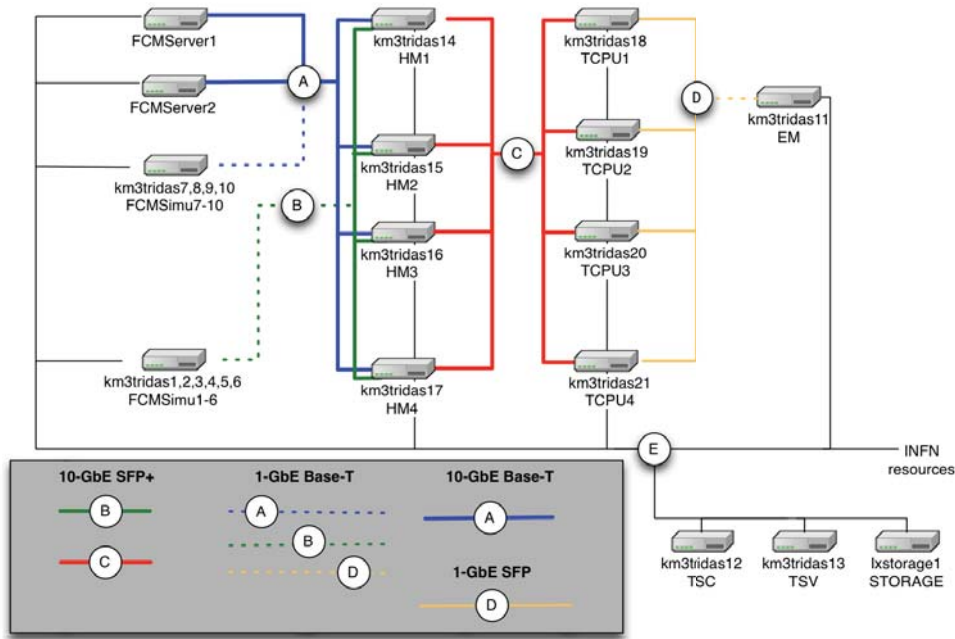 FCMServer1
FCMServer2
km3tridas7,8,9,10
FCMSimu7-10
km3tridas1,2,3,4,5,6
FCMSimu1-6
A
B
km3tridas14
HM1
km3tridas15
HM2
km3tridas16
HM3
km3tridas17
HM4
C
km3tridas18
TCPU1
km3tridas19
TCPU2
km3tridas20
TCPU3
km3tridas21
TCPU4
D
km3tridas11
EM
E
INFN
resources
km3tridas12
TSC
km3tridas13
TSV
lxstorage1
STORAGE
10-GbE SFP+
B
C
1-GbE Base-T
A
B
D
10-GbE Base-T
A
1-GbE SFP
D